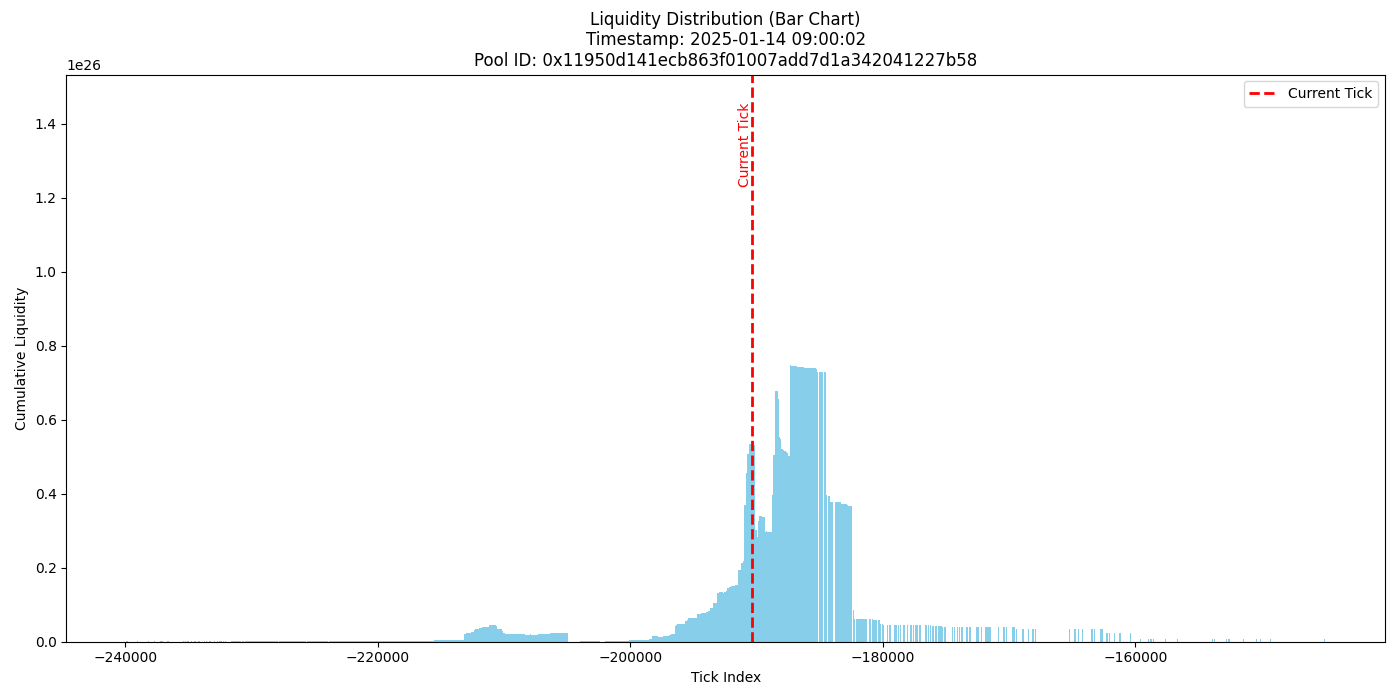 Liquidity Distribution (Bar Chart)
Timestamp: 2025-01-14 09:00:02
Pool ID: 0x11950d141ecb863f01007add7d1a342041227b58
1e26
Current Tick
Current Tick
1.4
1.2
1.0
0.8
0.6
0.4
0.2
0.0
Cumulative Liquidity
−240000
−220000
−200000
−180000
−160000
Tick Index